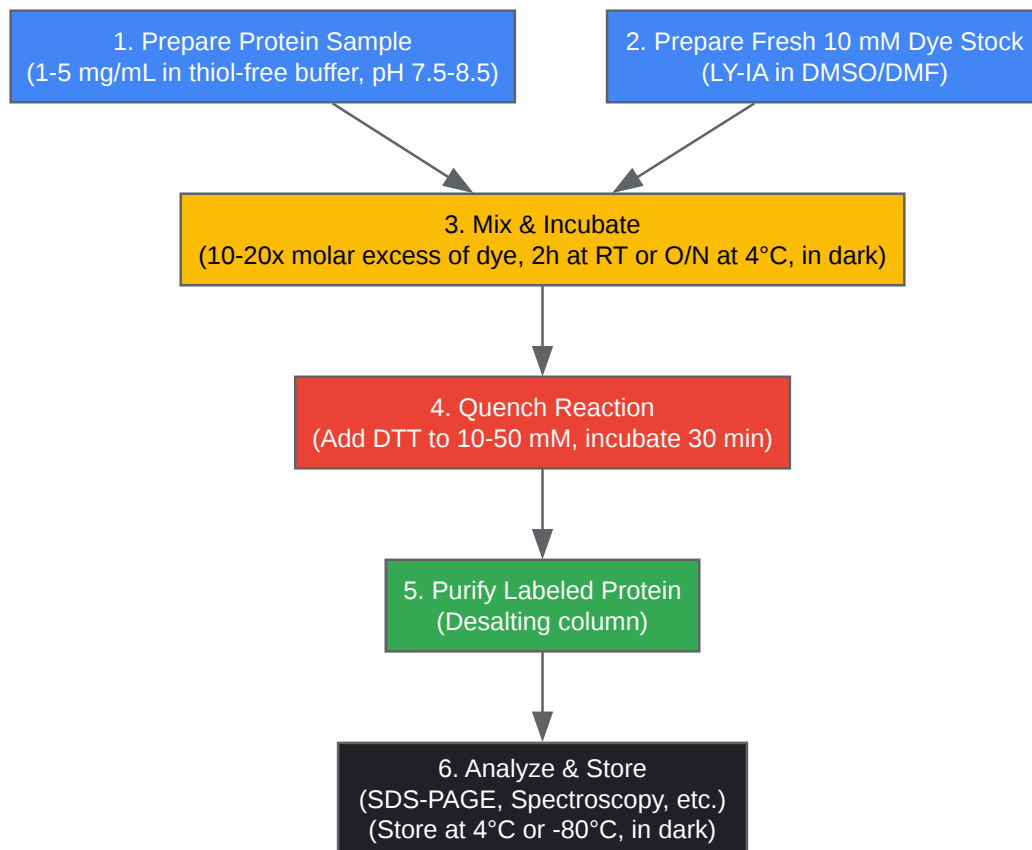 1. Prepare Protein Sample
(1-5 mg/mL in thiol-free buffer, pH 7.5-8.5)
2. Prepare Fresh 10 mM Dye Stock
(LY-IA in DMSO/DMF)
3. Mix & Incubate
(10-20x molar excess of dye, 2h at RT or O/N at 4°C, in dark)
4. Quench Reaction
(Add DTT to 10-50 mM, incubate 30 min)
5. Purify Labeled Protein
(Desalting column)
6. Analyze & Store
(SDS-PAGE, Spectroscopy, etc.)
(Store at 4°C or -80°C, in dark)